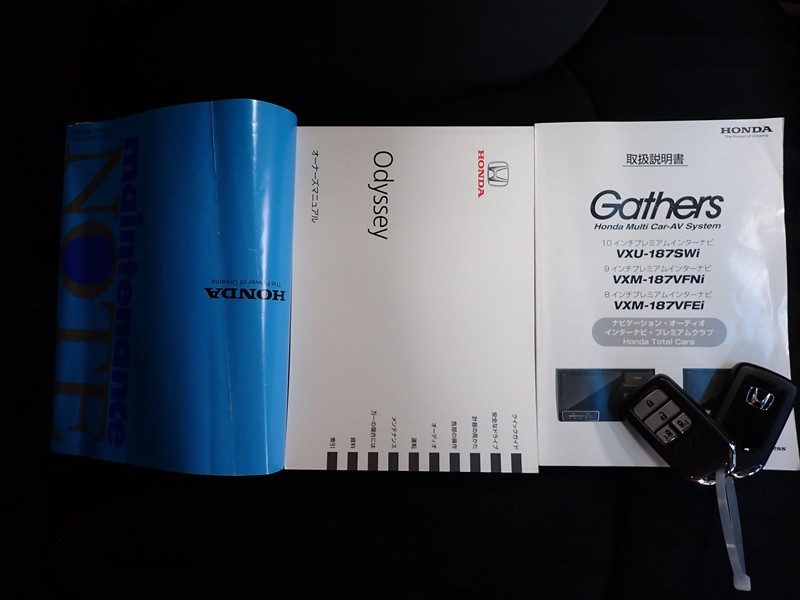 maintenance
NOTE
HONDA
The Power of Dreams
HONDA
Odyssey
オーナーズマニュアル
クイックガイド
安全なドライブ
計器の見かた
各部の操作
オーディオ
運転
メンテナンス
万一の場合には
資料
索引
HONDA
The Power of Dreams
取扱説明書
Gathers
Honda Multi Car-AV System
10インチプレミアムインターナビ
VXU-187SWi
9インチプレミアムインターナビ
VXM-187VFNi
8インチプレミアムインターナビ
VXM-187VFEi
ナビゲーション・オーディオ
インターナビ・プレミアムクラブ
Honda Total Care